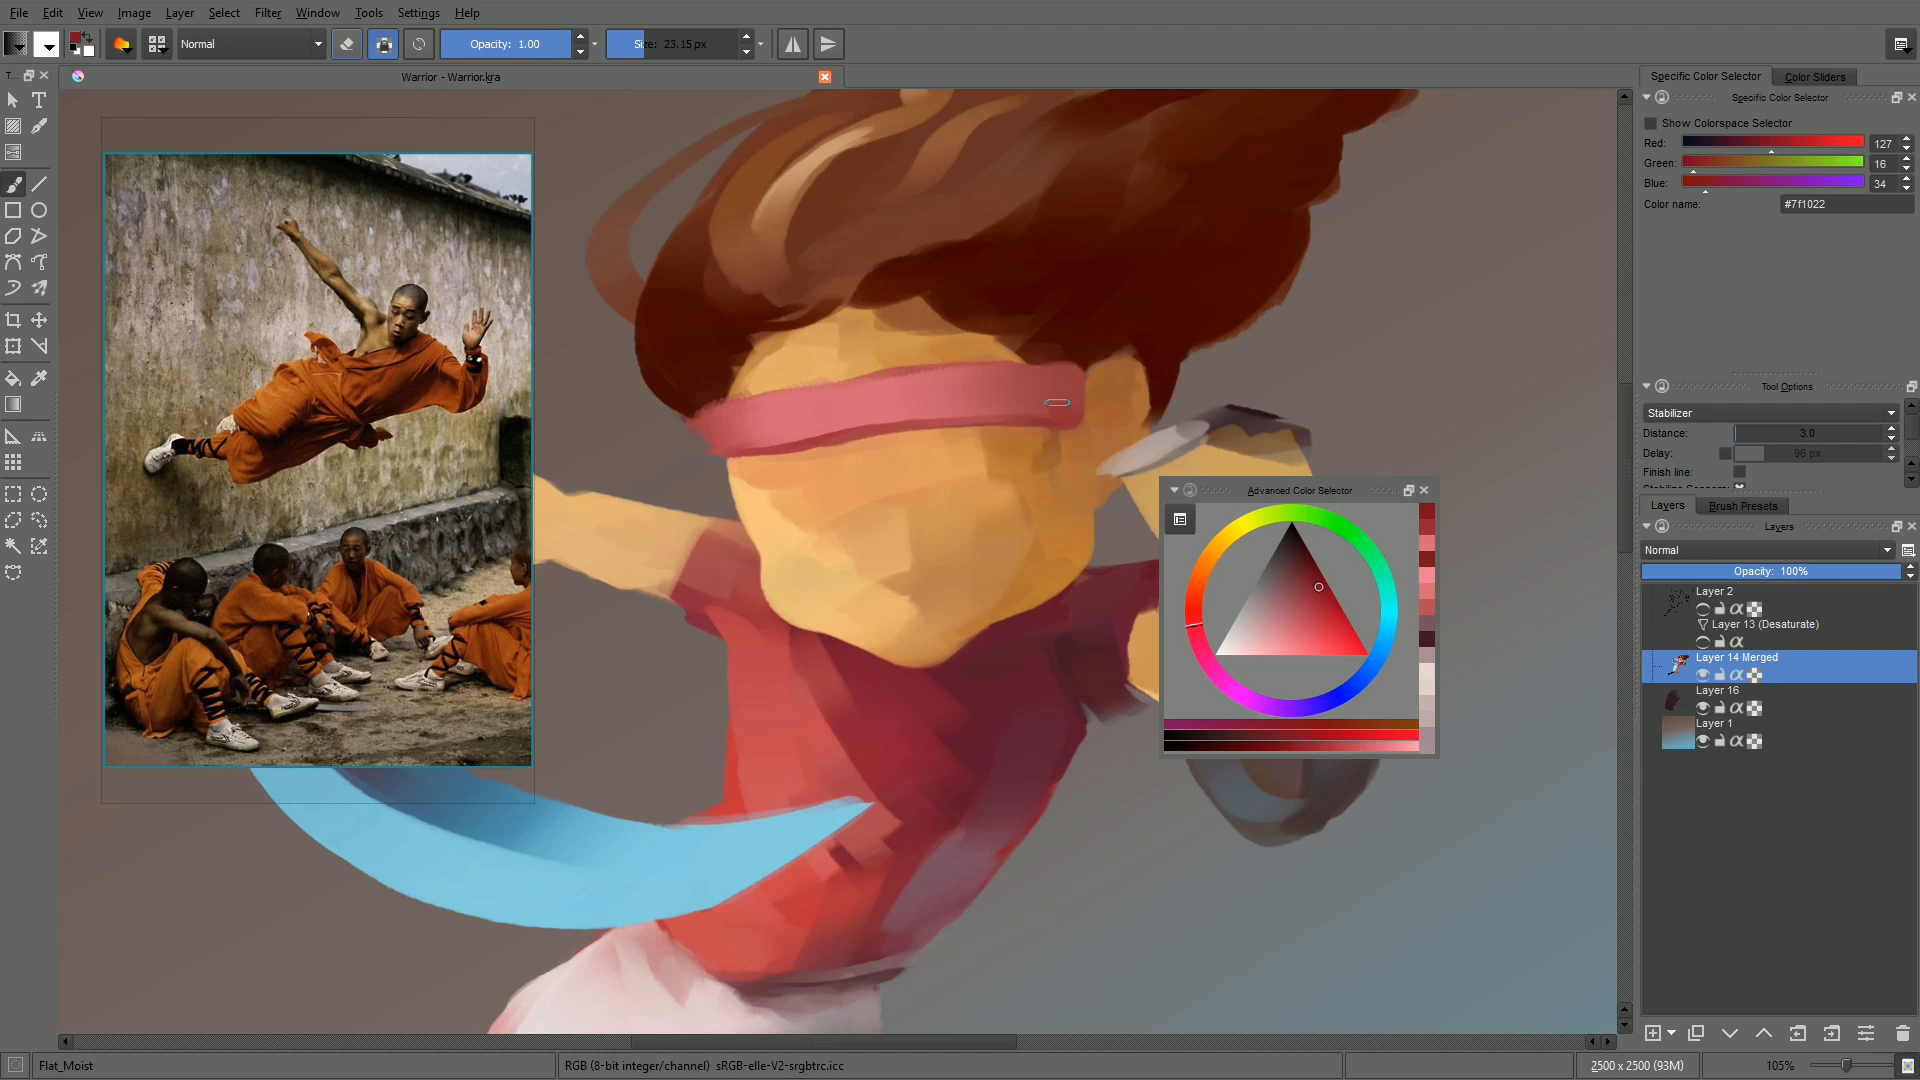 File Edit View Image Layer Select Filter Window Tools Settings Help
Normal
Opacity: 1.00
Size: 23.15 px
T...
Warrior - Warrior.kra
Specific Color Selector
Color Sliders
Specific Color Selector
Show Colorspace Selector
Red: 127
Green: 16
Blue: 34
Color name: #7f1022
Tool Options
Stabilizer
Distance: 3.0
Delay: 96 px
Finish line:
Layers
Brush Presets
Layers
Normal
Opacity: 100%
Layer 2
Layer 13 (Desaturate)
Layer 14 Merged
Layer 16
Layer 1
Advanced Color Selector
Flat_Moist
RGB (8-bit integer/channel) sRGB-elle-V2-srgbtrc.icc
2500 x 2500 (93M)
105%